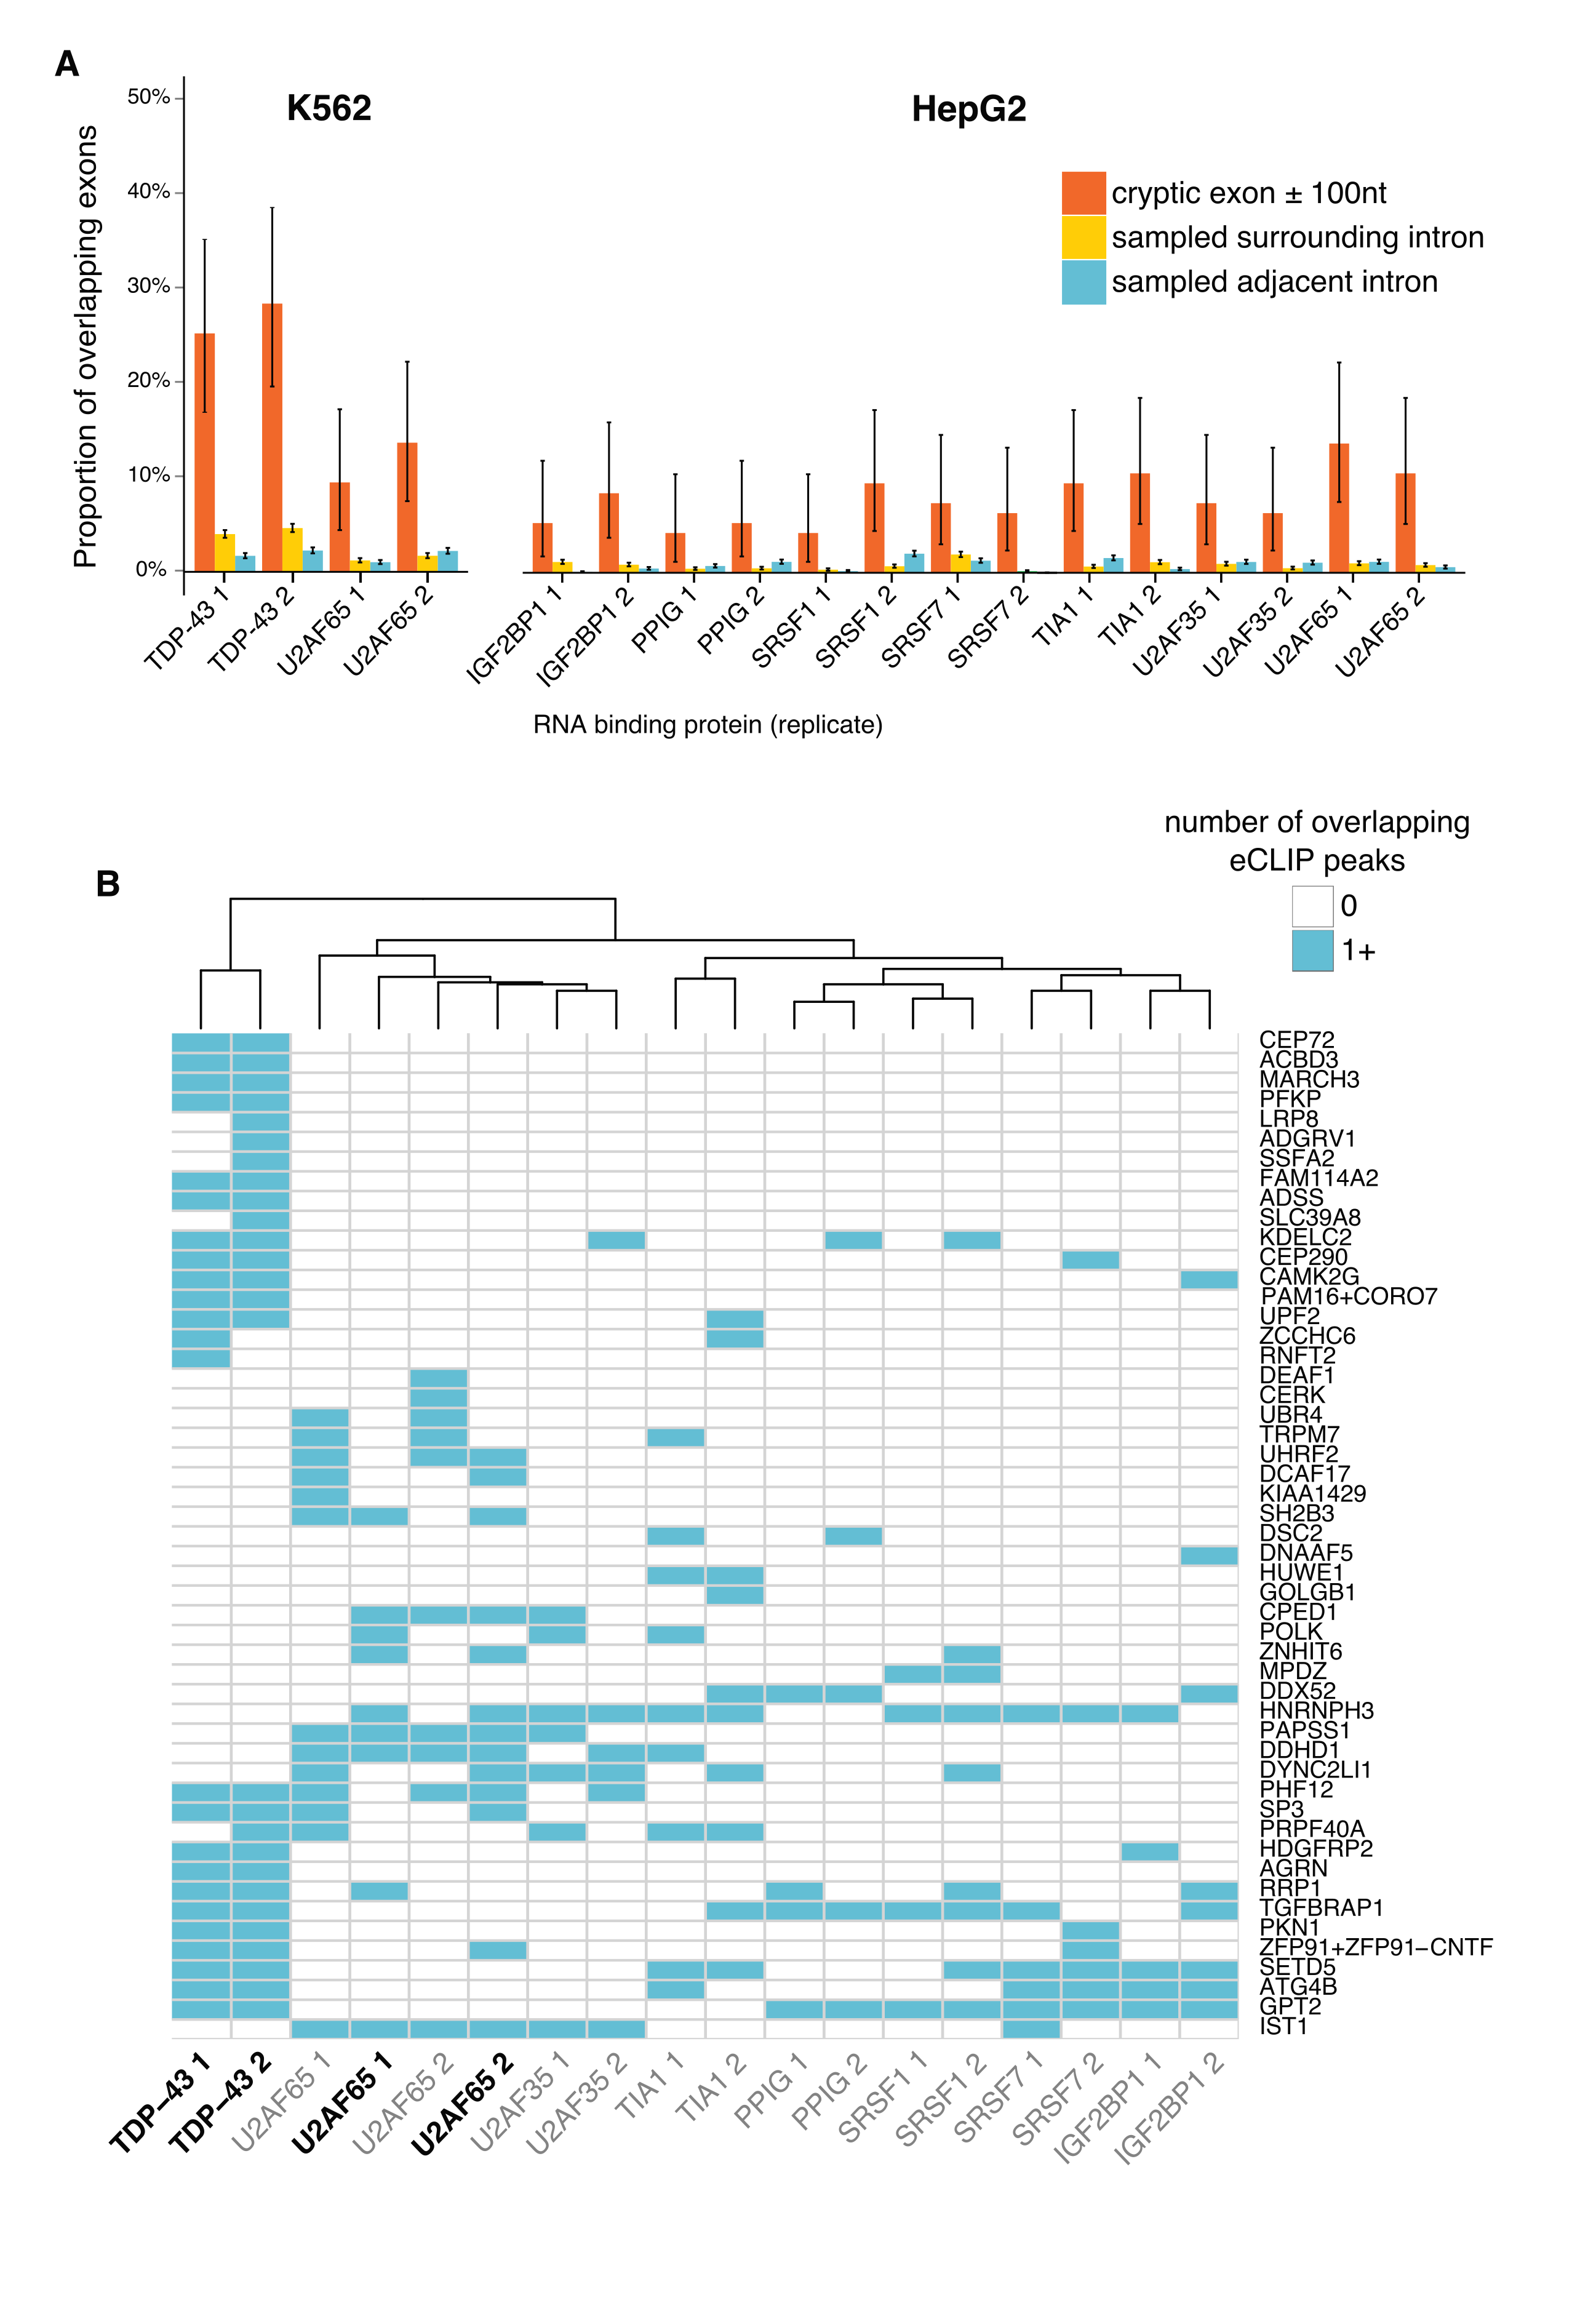 A
K562
HepG2
50%
40%
30%
20%
10%
0%
Proportion of overlapping exons
cryptic exon ± 100nt
sampled surrounding intron
sampled adjacent intron
TDP-43 1
TDP-43 2
U2AF65 1
U2AF65 2
IGF2BP1 1
IGF2BP1 2
PPIG 1
PPIG 2
SRSF1 1
SRSF1 2
SRSF7 1
SRSF7 2
TIA1 1
TIA1 2
U2AF35 1
U2AF35 2
U2AF65 1
U2AF65 2
RNA binding protein (replicate)
number of overlapping
eCLIP peaks
0
1+
B
CEP72
ACBD3
MARCH3
PFKP
LRP8
ADGRV1
SSFA2
FAM114A2
ADSS
SLC39A8
KDELC2
CEP290
CAMK2G
PAM16+CORO7
UPF2
ZCCHC6
RNFT2
DEAF1
CERK
UBR4
TRPM7
UHRF2
DCAF17
KIAA1429
SH2B3
DSC2
DNAAF5
HUWE1
GOLGB1
CPED1
POLK
ZNHIT6
MPDZ
DDX52
HNRNPH3
PAPSS1
DDHD1
DYNC2LI1
PHF12
SP3
PRPF40A
HDGFRP2
AGRN
RRP1
TGFBRAP1
PKN1
ZFP91+ZFP91−CNTF
SETD5
ATG4B
GPT2
IST1
TDP−43 1
TDP−43 2
U2AF65 1
U2AF65 1
U2AF65 2
U2AF65 2
U2AF35 1
U2AF35 2
TIA1 1
TIA1 2
PPIG 1
PPIG 2
SRSF1 1
SRSF1 2
SRSF7 1
SRSF7 2
IGF2BP1 1
IGF2BP1 2